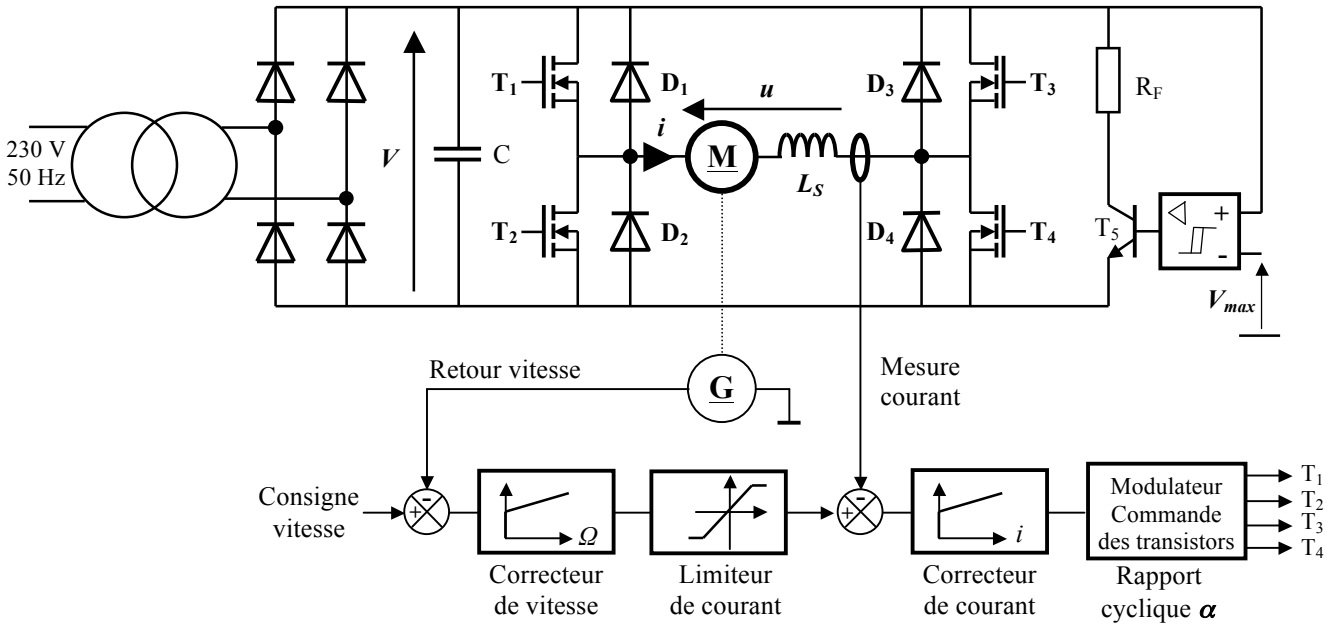 230 V
50 Hz
V
C
T1
T2
D1
D2
i
u
M
LS
D3
D4
T3
T4
RF
T5
+
-
Vmax
Retour vitesse
G
Mesure
courant
Consigne
vitesse
+
-
Ω
Correcteur
de vitesse
Limiteur
de courant
+
-
i
Correcteur
de courant
Modulateur
Commande
des transistors
Rapport
cyclique α
T1
T2
T3
T4